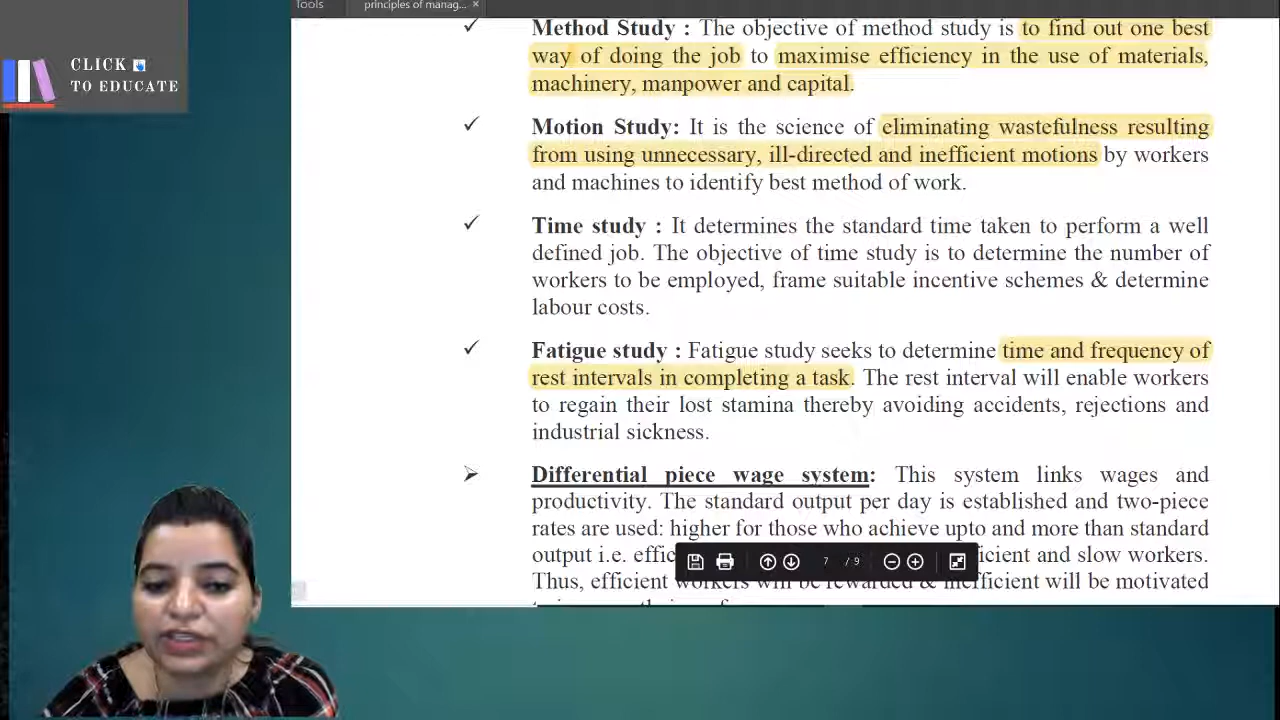 Tools
principles of manag... ×
CLICK
TO EDUCATE
✓ Method Study : The objective of method study is to find out one best
way of doing the job to maximise efficiency in the use of materials,
machinery, manpower and capital.
✓ Motion Study: It is the science of eliminating wastefulness resulting
from using unnecessary, ill-directed and inefficient motions by workers
and machines to identify best method of work.
✓ Time study : It determines the standard time taken to perform a well
defined job. The objective of time study is to determine the number of
workers to be employed, frame suitable incentive schemes & determine
labour costs.
✓ Fatigue study : Fatigue study seeks to determine time and frequency of
rest intervals in completing a task. The rest interval will enable workers
to regain their lost stamina thereby avoiding accidents, rejections and
industrial sickness.
➢ Differential piece wage system: This system links wages and
productivity. The standard output per day is established and two-piece
rates are used: higher for those who achieve upto and more than standard
output i.e. and slow workers.
Thus, efficient workers will be rewarded & inefficient will be motivated
7 / 9